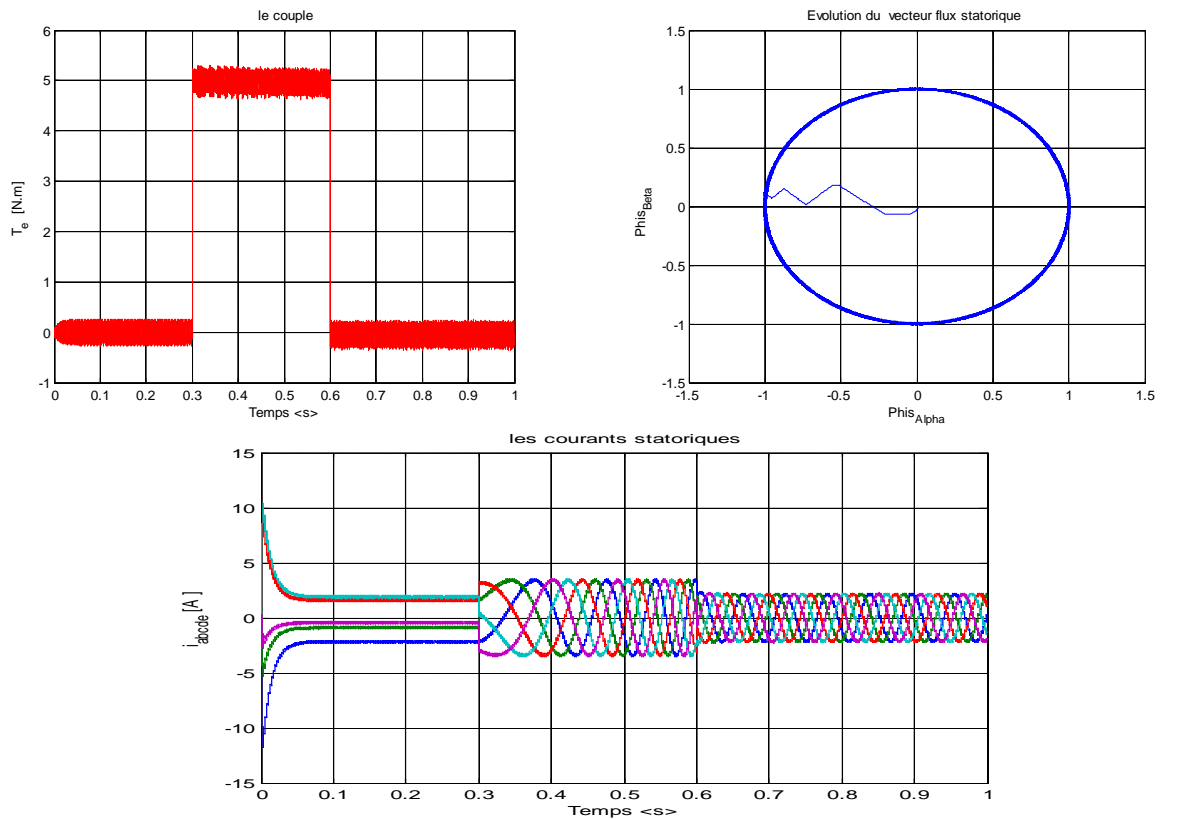 le couple
6
5
4
3
2
1
0
-1
T_e [N.m]
0 0.1 0.2 0.3 0.4 0.5 0.6 0.7 0.8 0.9 1
Temps <s>
Evolution du vecteur flux statorique
1.5
1
0.5
0
-0.5
-1
-1.5
Phis_Beta
-1.5 -1 -0.5 0 0.5 1 1.5
Phis_Alpha
les courants statoriques
15
10
5
0
-5
-10
-15
i_abcde [A]
0 0.1 0.2 0.3 0.4 0.5 0.6 0.7 0.8 0.9 1
Temps <s>